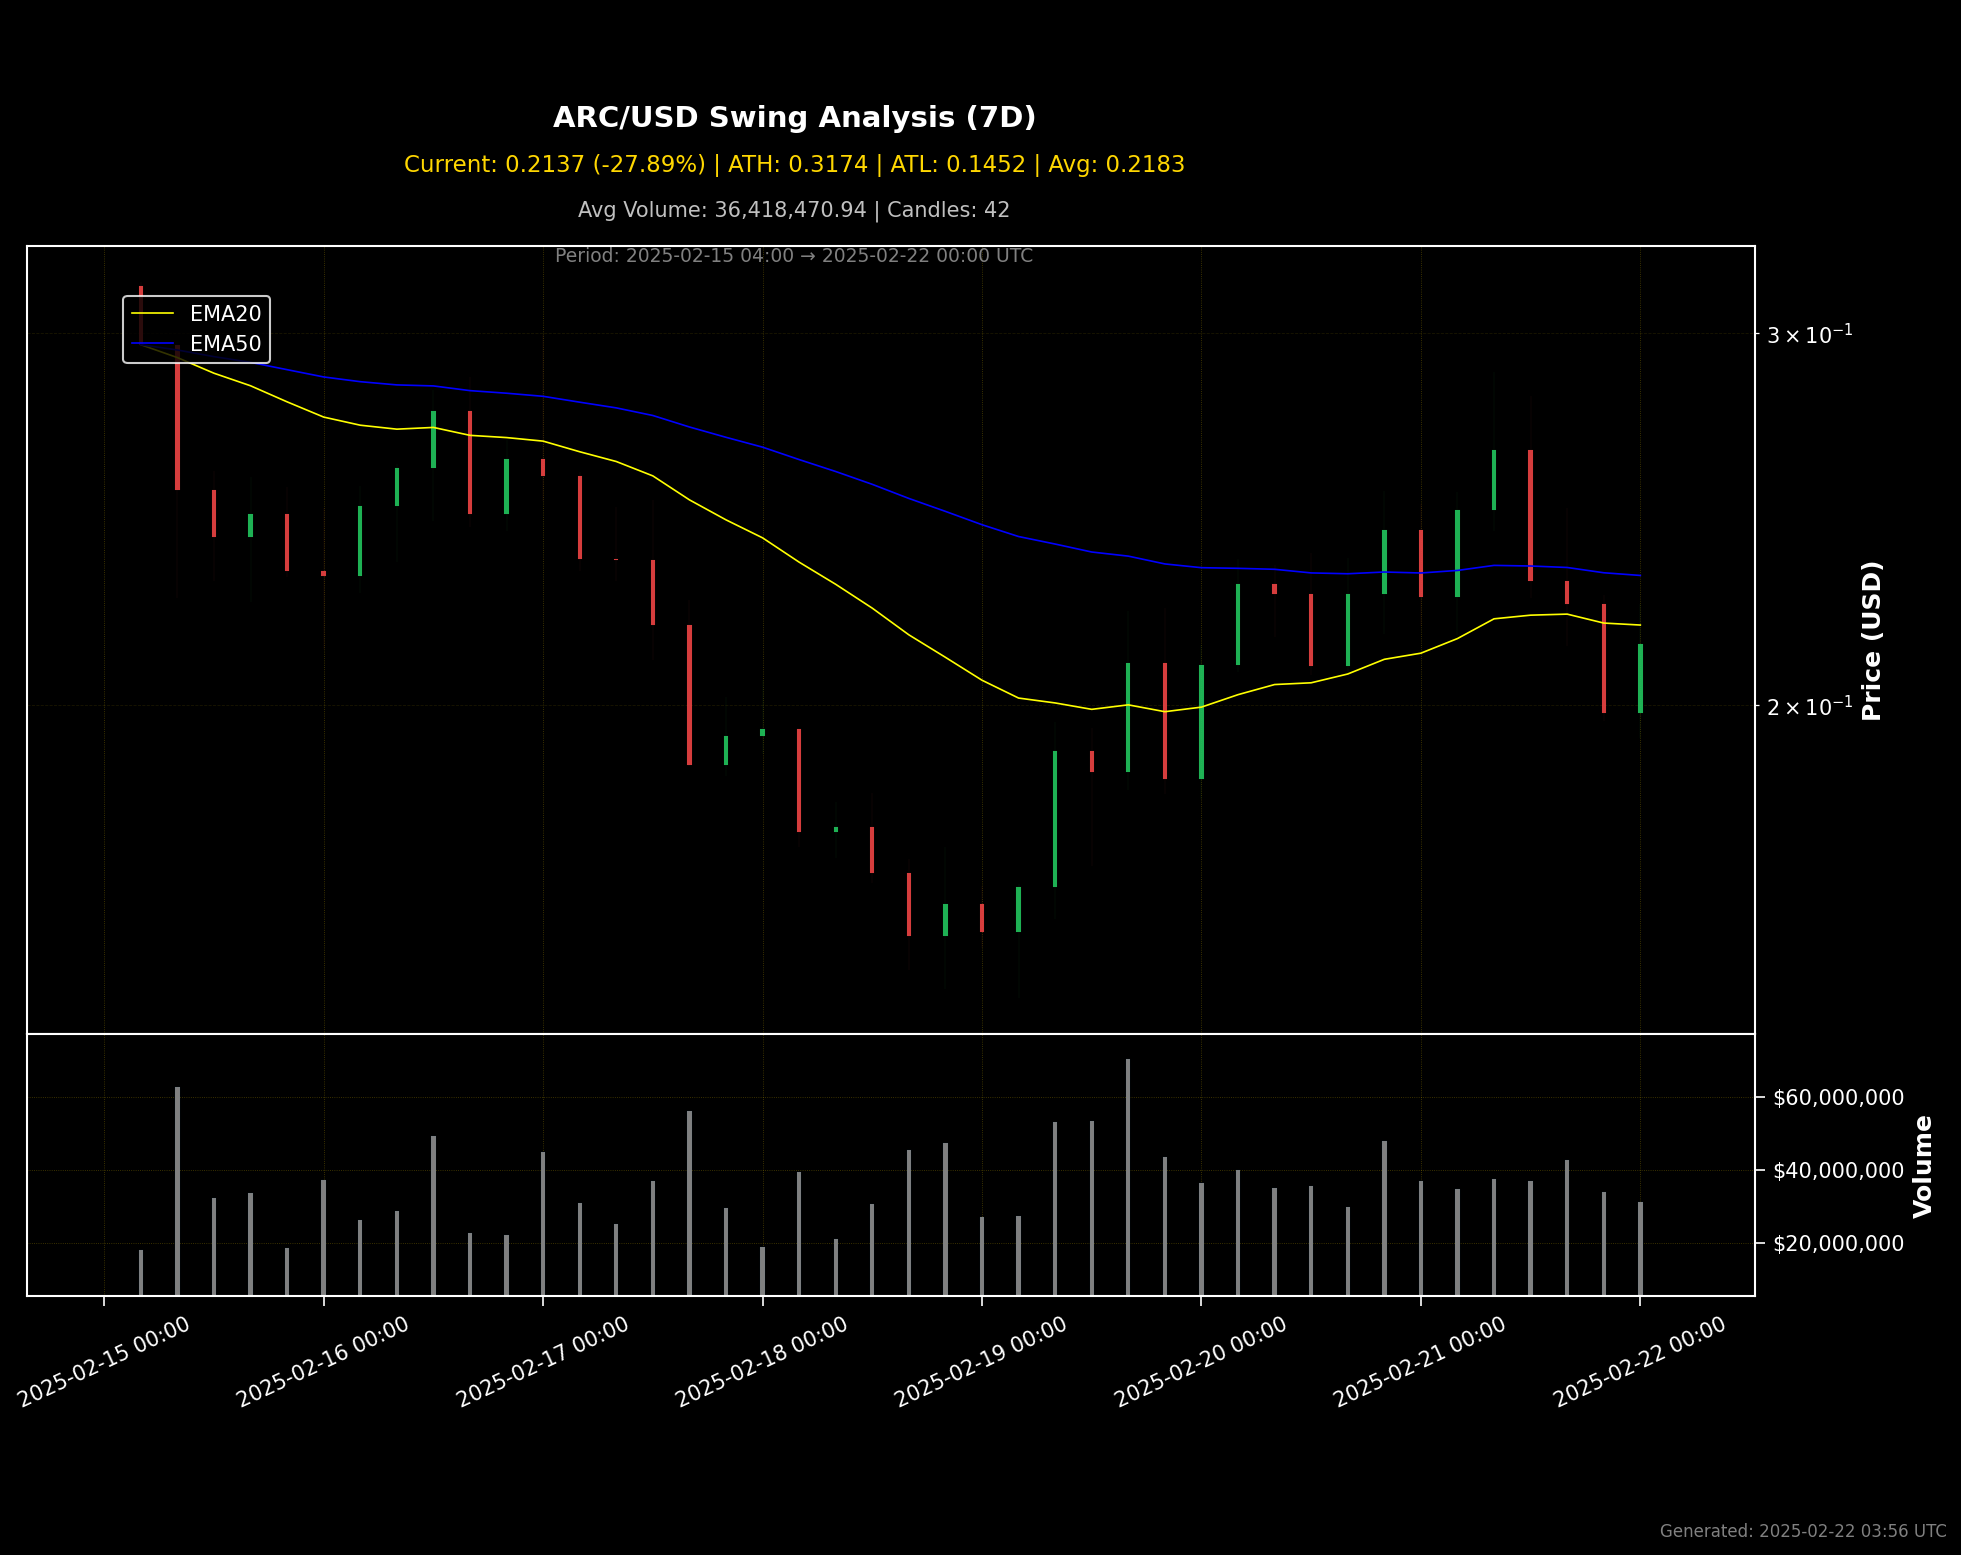 ARC/USD Swing Analysis (7D)
Current: 0.2137 (-27.89%) | ATH: 0.3174 | ATL: 0.1452 | Avg: 0.2183
Avg Volume: 36,418,470.94 | Candles: 42
Period: 2025-02-15 04:00 → 2025-02-22 00:00 UTC
EMA20
EMA50
3 × 10⁻¹
2 × 10⁻¹
Price (USD)
$60,000,000
$40,000,000
$20,000,000
Volume
2025-02-15 00:00
2025-02-16 00:00
2025-02-17 00:00
2025-02-18 00:00
2025-02-19 00:00
2025-02-20 00:00
2025-02-21 00:00
2025-02-22 00:00
Generated: 2025-02-22 03:56 UTC